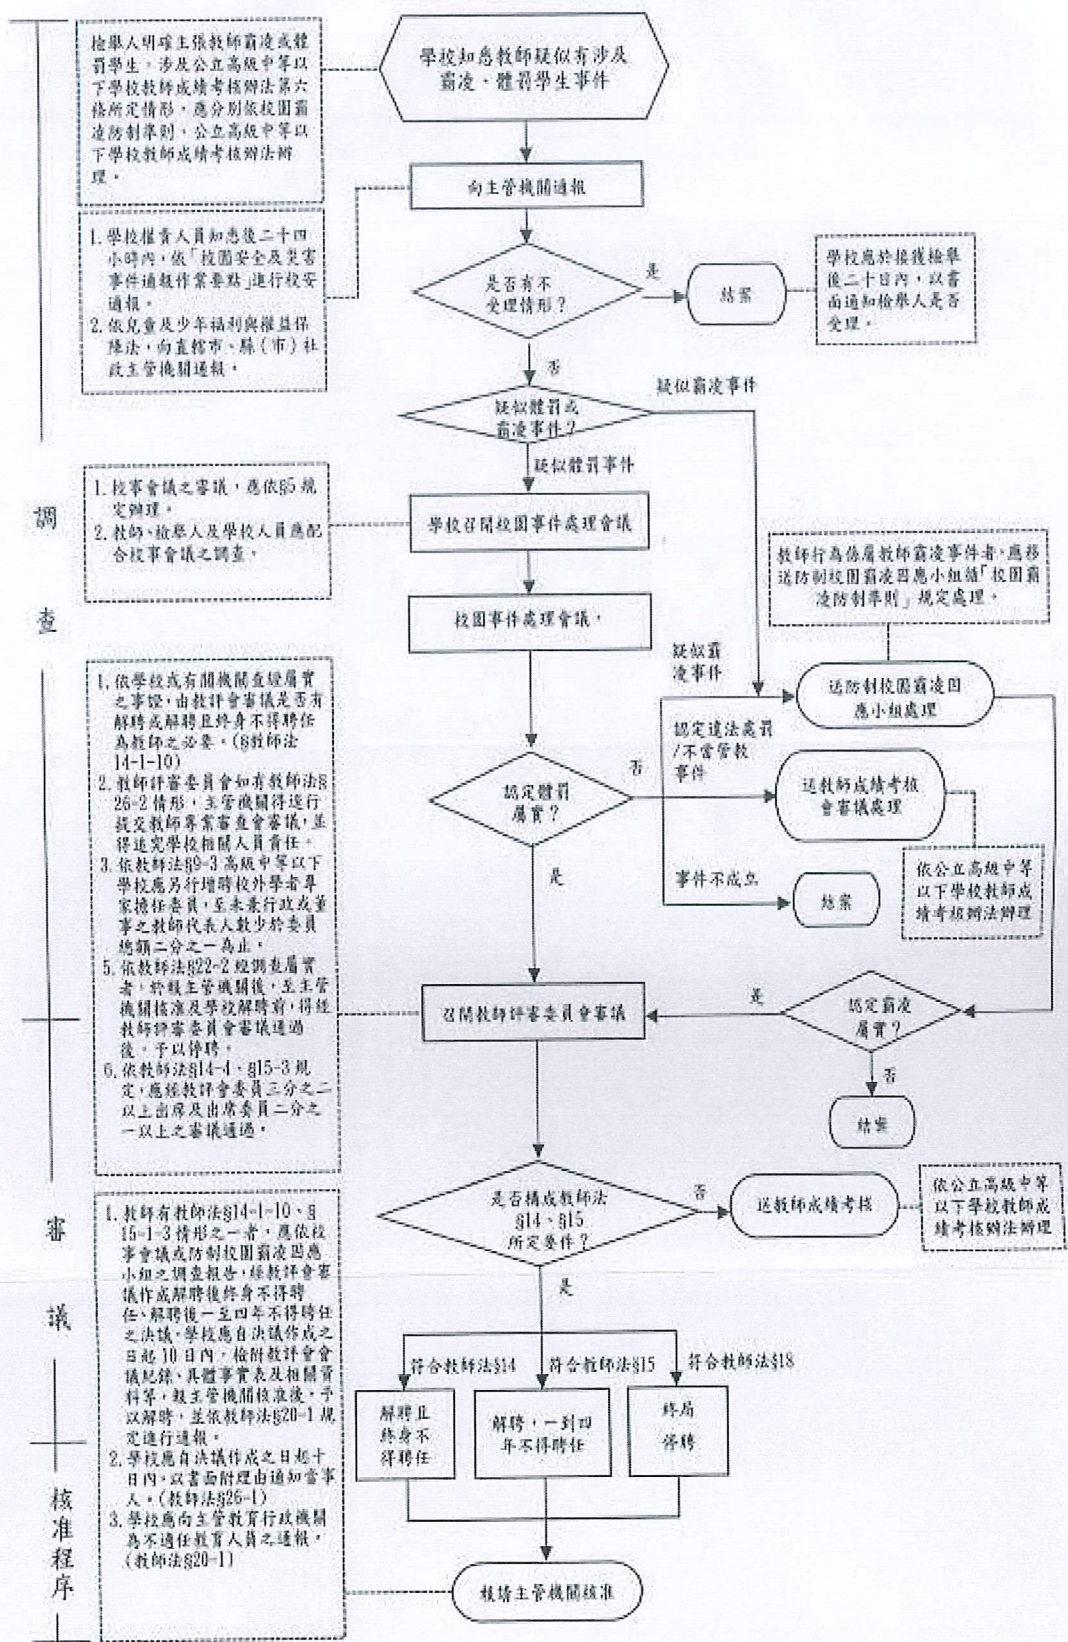 檢舉人明確主張教師霸凌或體
罰學生，涉及公立高級中等以
下學校教師成績考核辦法第六
條所定情形，應分別依校園霸
凌防制準則、公立高級中等以
下學校教師成績考核辦法辦
理。
學校知悉教師疑似有涉及
霸凌、體罰學生事件
向主管機關通報
1. 學校權責人員知悉後二十四
小時內，依「校園安全及災害
事件通報作業要點」進行校安
通報。
2. 依兒童及少年福利與權益保
障法，向直轄市、縣(市)社
政主管機關通報。
是否有不
受理情形？
是
結案
學校應於接獲檢舉
後二十日內，以書
面通知檢舉人是否
受理。
否
疑似體罰或
霸凌事件？
疑似霸凌事件
疑似體罰事件
調
查
1. 校事會議之審議，應依§5 規
定辦理。
2. 教師、檢舉人及學校人員應配
合校事會議之調查。
學校召開校園事件處理會議
校園事件處理會議，
教師行為係屬教師霸凌事件者，應移
送防制校園霸凌因應小組循「校園霸
凌防制準則」規定處理。
疑似霸
凌事件
送防制校園霸凌因
應小組處理
1. 依學校或有關機關查證屬實
之事證，由教評會審議是否有
解聘或解聘且終身不得聘任
為教師之必要。(§教師法
14-1-10)
2. 教師評審委員會如有教師法§
26-2 情形，主管機關得逕行
提交教師專業審查會審議，並
得追究學校相關人員責任。
3. 依教師法§9-3 高級中等以下
學校應另行增聘校外學者專
家擔任委員，至未兼行政或董
事之教師代表人數少於委員
總額二分之一為止。
5. 依教師法§22-2 經調查屬實
者，於報主管機關後，至主管
機關核准及學校解聘前，得經
教師評審委員會審議通過
後，予以停聘。
6. 依教師法§14-4、§15-3 規
定，應經教評會委員三分之二
以上出席及出席委員二分之
一以上之審議通過。
認定體罰
屬實？
否
認定違法處罰
/不當管教
事件
送教師成績考核
會審議處理
依公立高級中等
以下學校教師成
績考核辦法辦理
事件不成立
結案
是
召開教師評審委員會審議
是
認定霸凌
屬實？
否
結案
審
議
是否構成教師法
§14、§15
所定要件？
否
送教師成績考核
依公立高級中等
以下學校教師成
績考核辦法辦理
是
1. 教師有教師法§14-1-10、§
15-1-3 情形之一者，應依校
事會議或防制校園霸凌因應
小組之調查報告，經教評會審
議作成解聘後終身不得聘
任、解聘後一至四年不得聘任
之決議。學校應自決議作成之
日起 10 日內，檢附教評會會
議紀錄、具體事實表及相關資
料等，報主管機關核准後，予
以解聘，並依教師法§20-1 規
定進行通報。
2. 學校應自決議作成之日起十
日內，以書面附理由通知當事
人。(教師法§26-1)
3. 學校應向主管教育行政機關
為不適任教育人員之通報。
(教師法§20-1)
符合教師法§14
符合教師法§15
符合教師法§18
解聘且
終身不
得聘任
解聘，一到四
年不得聘任
終局
停聘
核准程序
報請主管機關核准